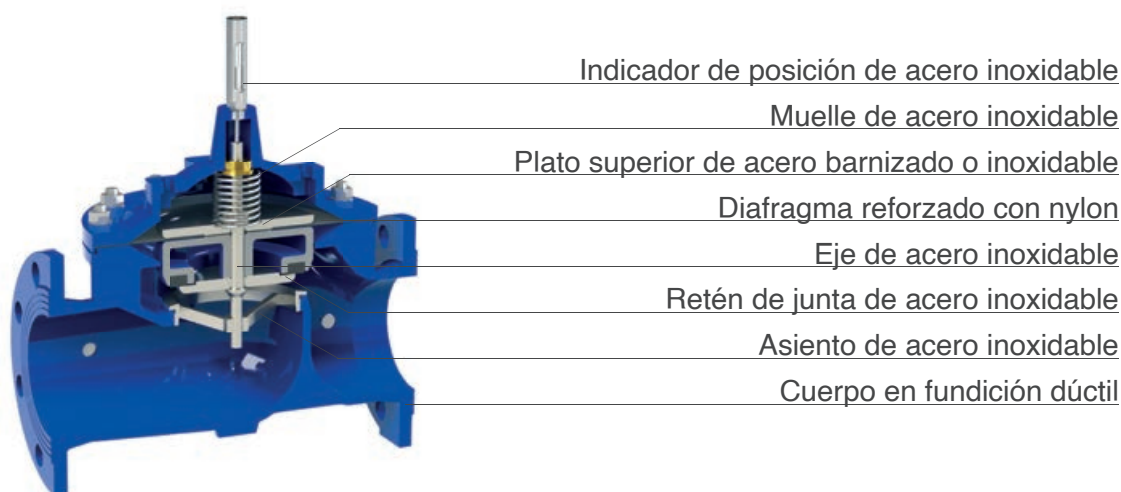 Indicador de posición de acero inoxidable
Muelle de acero inoxidable
Plato superior de acero barnizado o inoxidable
Diafragma reforzado con nylon
Eje de acero inoxidable
Retén de junta de acero inoxidable
Asiento de acero inoxidable
Cuerpo en fundición dúctil